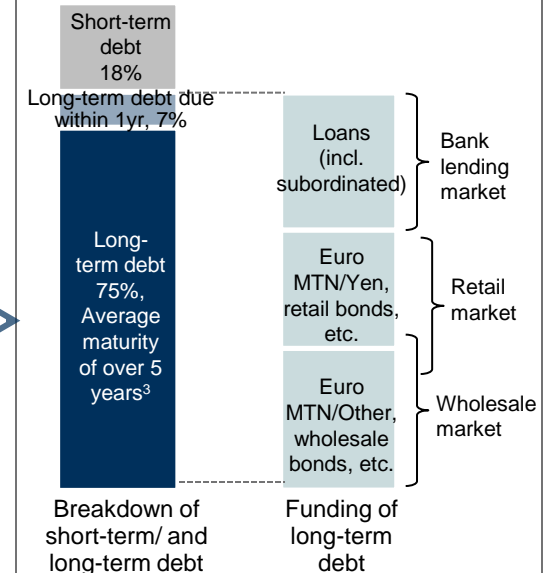 Short-term
debt
18%
Long-term debt due
within 1yr, 7%
Long-
term debt
75%,
Average
maturity
of over 5
years³
Breakdown of
short-term/ and
long-term debt
Loans
(incl.
subordinated)
Euro
MTN/Yen,
retail bonds,
etc.
Euro
MTN/Other,
wholesale
bonds, etc.
Funding of
long-term
debt
Bank
lending
market
Retail
market
Wholesale
market